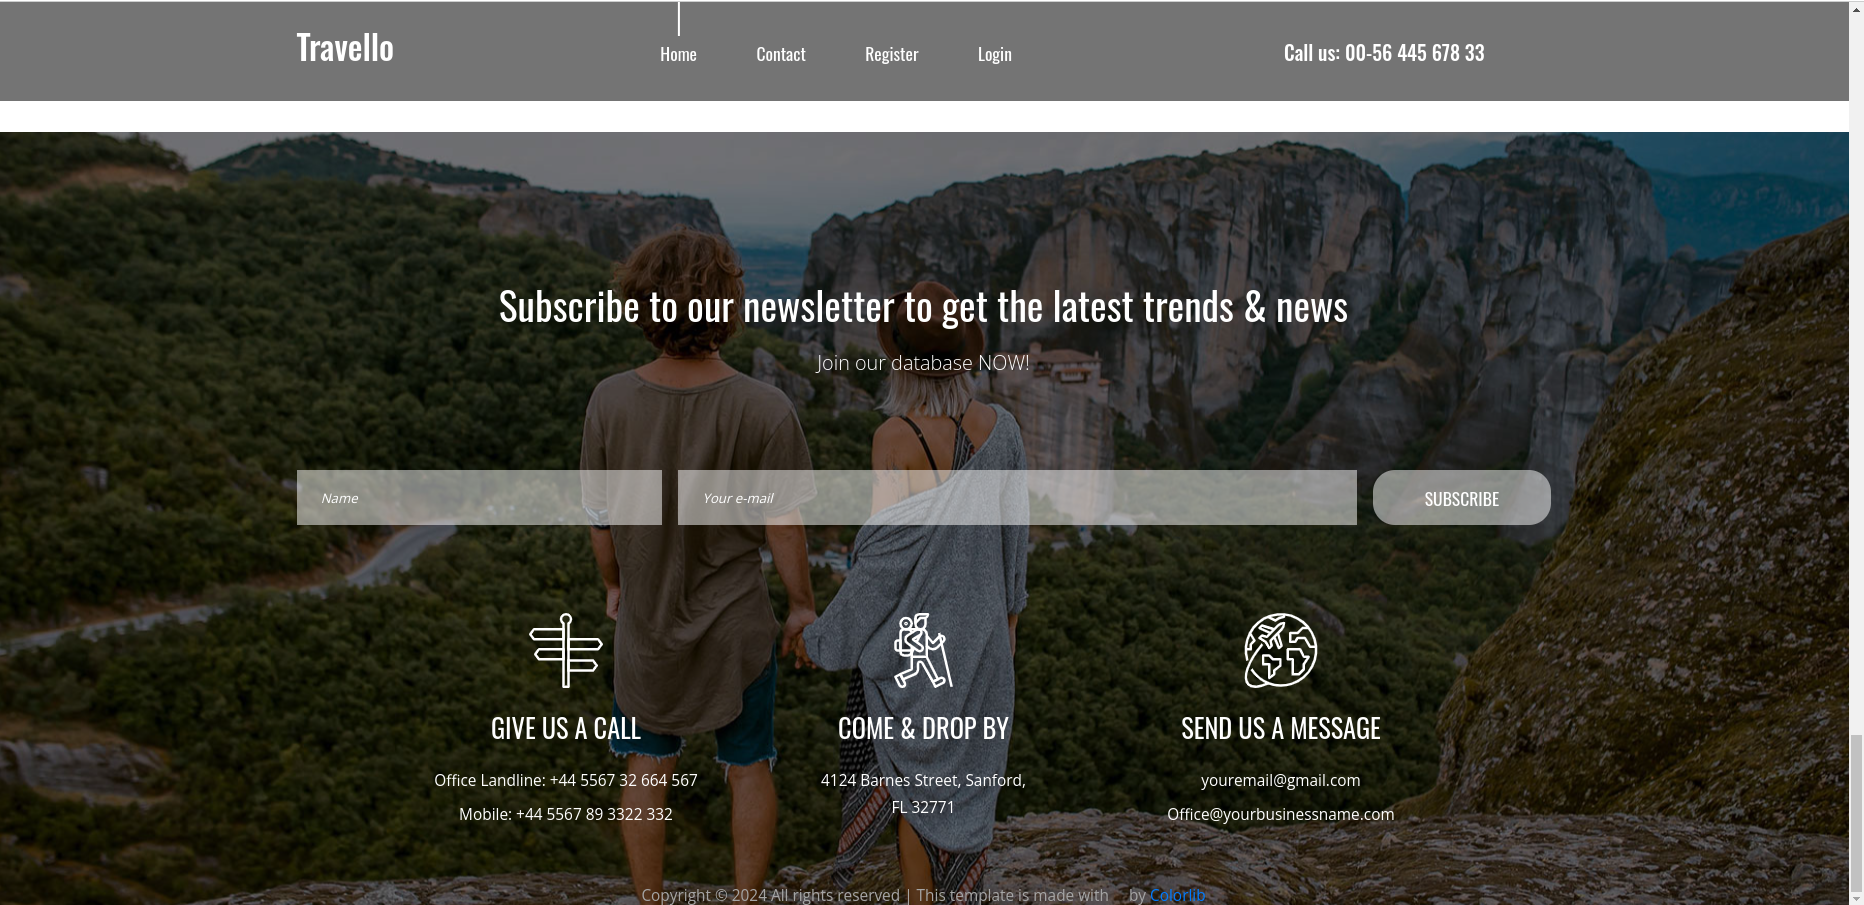 Travello
Home
Contact
Register
Login
Call us: 00-56 445 678 33
Subscribe to our newsletter to get the latest trends & news
Join our database NOW!
Name
Your e-mail
SUBSCRIBE
GIVE US A CALL
Office Landline: +44 5567 32 664 567
Mobile: +44 5567 89 3322 332
COME & DROP BY
4124 Barnes Street, Sanford,
FL 32771
SEND US A MESSAGE
youremail@gmail.com
Office@yourbusinessname.com
Copyright © 2024 All rights reserved | This template is made with by Colorlib